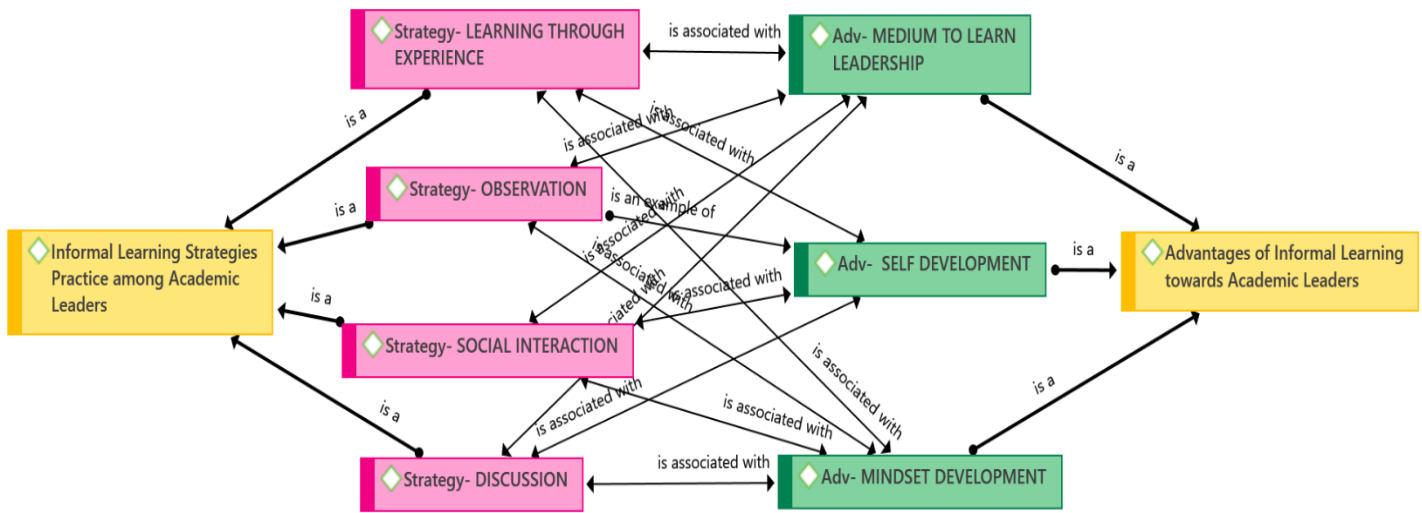 Strategy- LEARNING THROUGH
EXPERIENCE
is associated with
Adv- MEDIUM TO LEARN
LEADERSHIP
is a
is associated with
is associated with
is a
Strategy- OBSERVATION
is a
is an example of
is associated with
Informal Learning Strategies
Practice among Academic
Leaders
is associated with
Adv- SELF DEVELOPMENT
is a
Advantages of Informal Learning
towards Academic Leaders
is a
is associated with
Strategy- SOCIAL INTERACTION
is associated with
is a
is associated with
is associated with
is a
Strategy- DISCUSSION
is associated with
Adv- MINDSET DEVELOPMENT